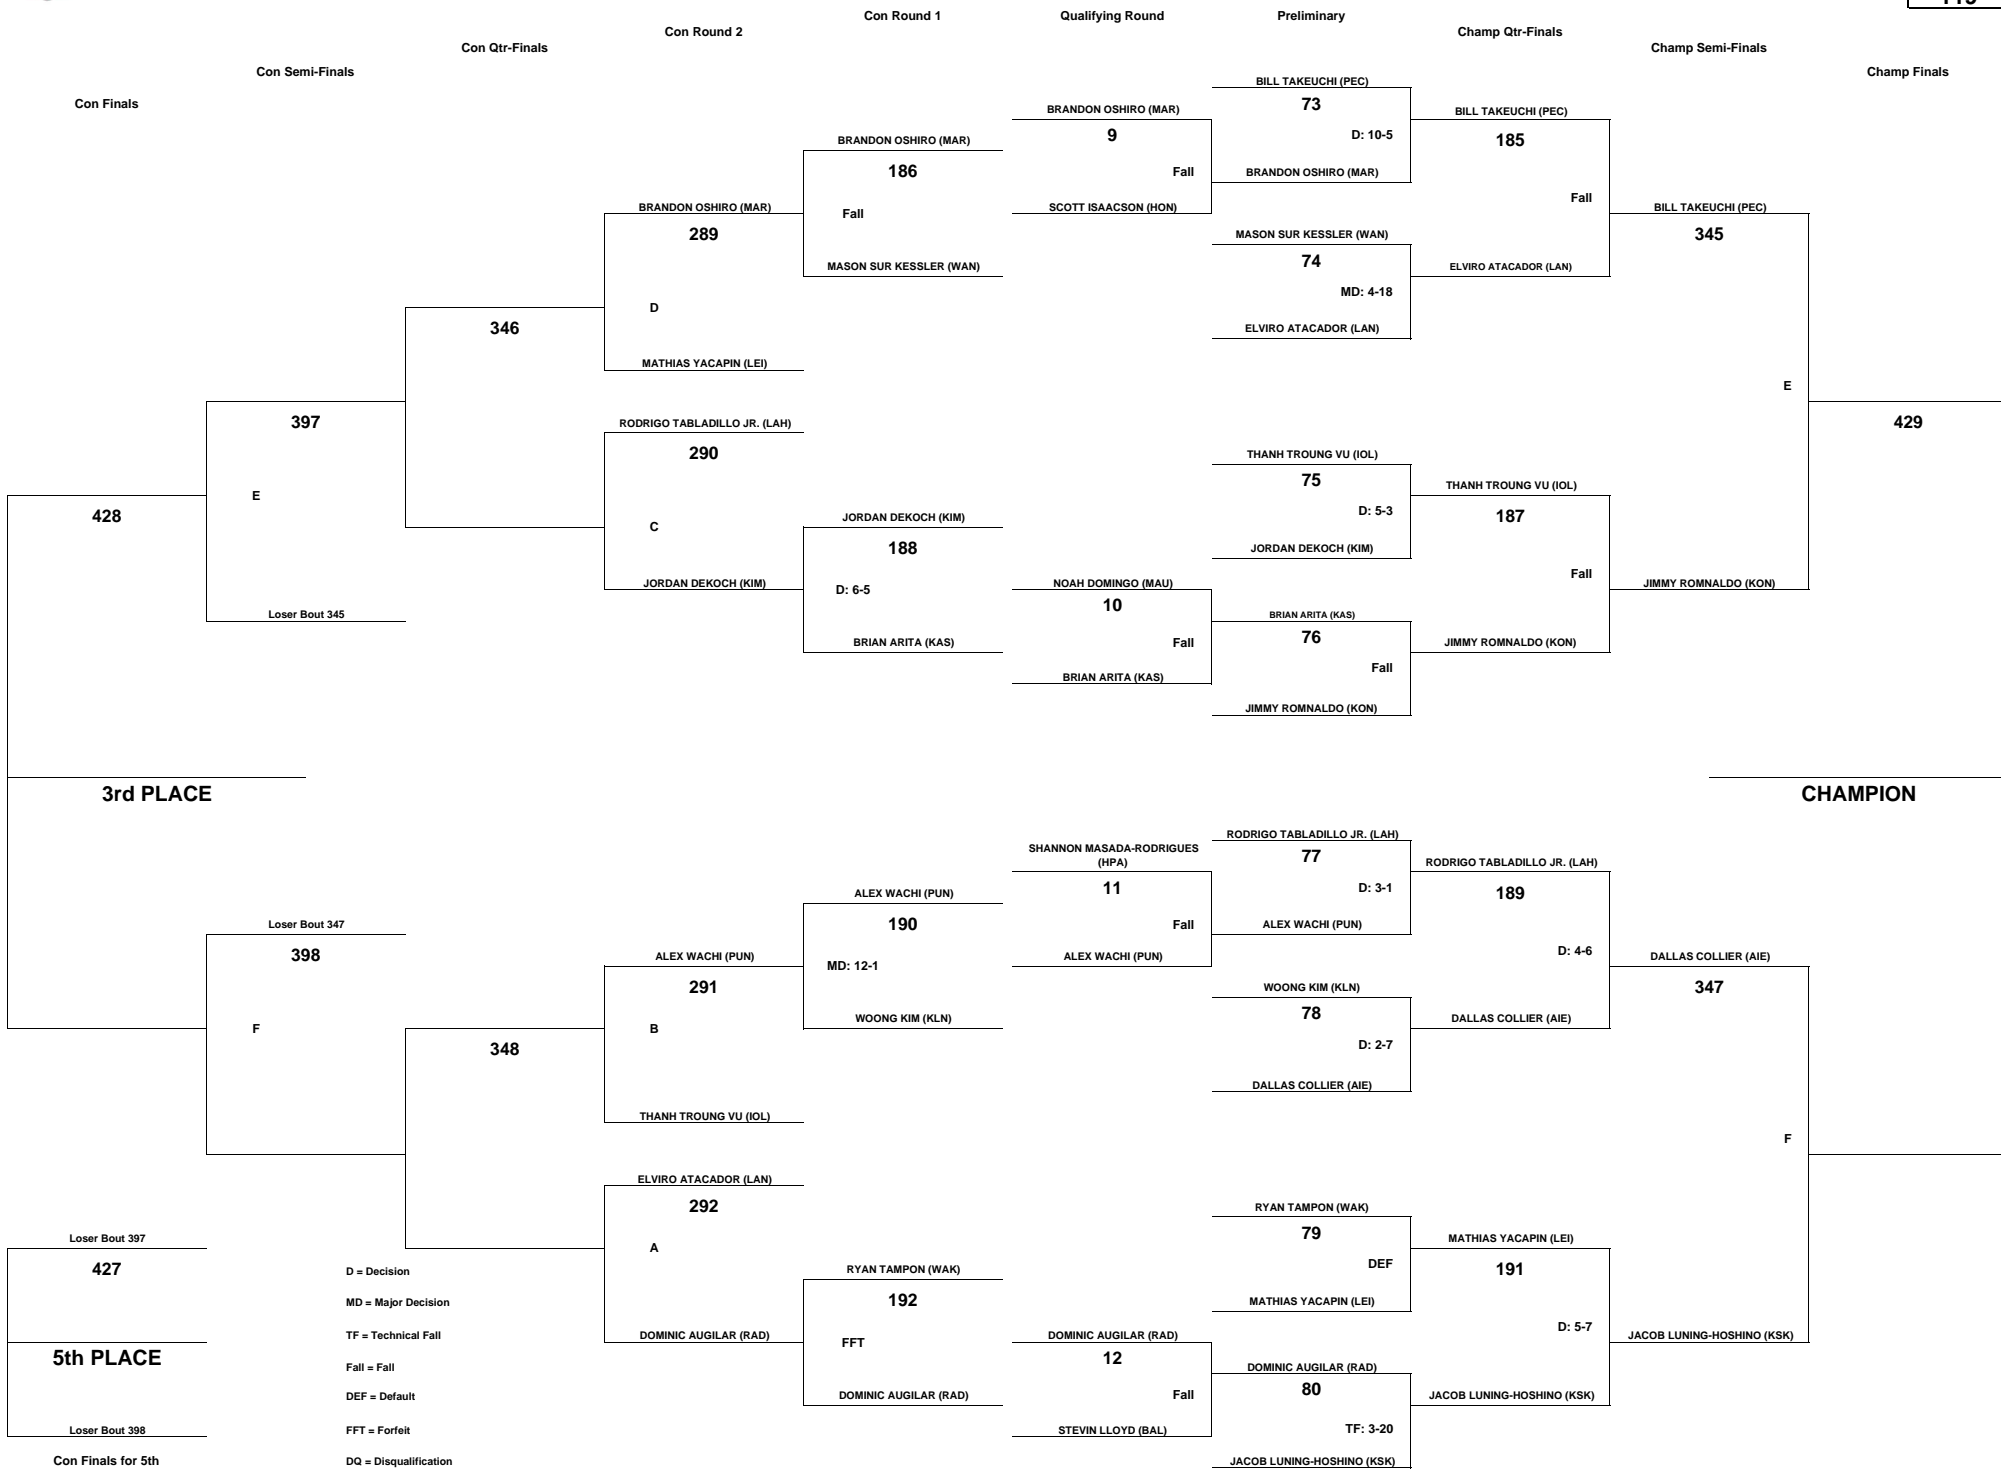 Con Round 1
Qualifying Round
Preliminary
Con Round 2
Champ Qtr-Finals
Con Qtr-Finals
Champ Semi-Finals
Con Semi-Finals
Champ Finals
Con Finals
BILL TAKEUCHI (PEC)
73
D: 10-5
BRANDON OSHIRO (MAR)
BRANDON OSHIRO (MAR)
9
Fall
SCOTT ISAACSON (HON)
BILL TAKEUCHI (PEC)
185
Fall
ELVIRO ATACADOR (LAN)
BRANDON OSHIRO (MAR)
186
Fall
MASON SUR KESSLER (WAN)
BRANDON OSHIRO (MAR)
289
D
MATHIAS YACAPIN (LEI)
MASON SUR KESSLER (WAN)
74
MD: 4-18
ELVIRO ATACADOR (LAN)
BILL TAKEUCHI (PEC)
345
E
JIMMY ROMNALDO (KON)
346
397
E
Loser Bout 345
RODRIGO TABLADILLO JR. (LAH)
290
C
JORDAN DEKOCH (KIM)
JORDAN DEKOCH (KIM)
188
D: 6-5
BRIAN ARITA (KAS)
THANH TROUNG VU (IOL)
75
D: 5-3
JORDAN DEKOCH (KIM)
THANH TROUNG VU (IOL)
187
Fall
JIMMY ROMNALDO (KON)
NOAH DOMINGO (MAU)
10
Fall
BRIAN ARITA (KAS)
BRIAN ARITA (KAS)
76
Fall
JIMMY ROMNALDO (KON)
429
428
3rd PLACE
CHAMPION
RODRIGO TABLADILLO JR. (LAH)
77
D: 3-1
ALEX WACHI (PUN)
SHANNON MASADA-RODRIGUES
(HPA)
11
Fall
ALEX WACHI (PUN)
RODRIGO TABLADILLO JR. (LAH)
189
D: 4-6
DALLAS COLLIER (AIE)
ALEX WACHI (PUN)
190
MD: 12-1
WOONG KIM (KLN)
Loser Bout 347
398
F
ALEX WACHI (PUN)
291
B
THANH TROUNG VU (IOL)
WOONG KIM (KLN)
78
D: 2-7
DALLAS COLLIER (AIE)
DALLAS COLLIER (AIE)
347
F
JACOB LUNING-HOSHINO (KSK)
348
ELVIRO ATACADOR (LAN)
292
A
DOMINIC AUGILAR (RAD)
RYAN TAMPON (WAK)
79
DEF
MATHIAS YACAPIN (LEI)
MATHIAS YACAPIN (LEI)
191
D: 5-7
JACOB LUNING-HOSHINO (KSK)
RYAN TAMPON (WAK)
192
FFT
DOMINIC AUGILAR (RAD)
DOMINIC AUGILAR (RAD)
12
Fall
STEVIN LLOYD (BAL)
DOMINIC AUGILAR (RAD)
80
TF: 3-20
JACOB LUNING-HOSHINO (KSK)
Loser Bout 397
427
5th PLACE
Loser Bout 398
Con Finals for 5th
D = Decision
MD = Major Decision
TF = Technical Fall
Fall = Fall
DEF = Default
FFT = Forfeit
DQ = Disqualification